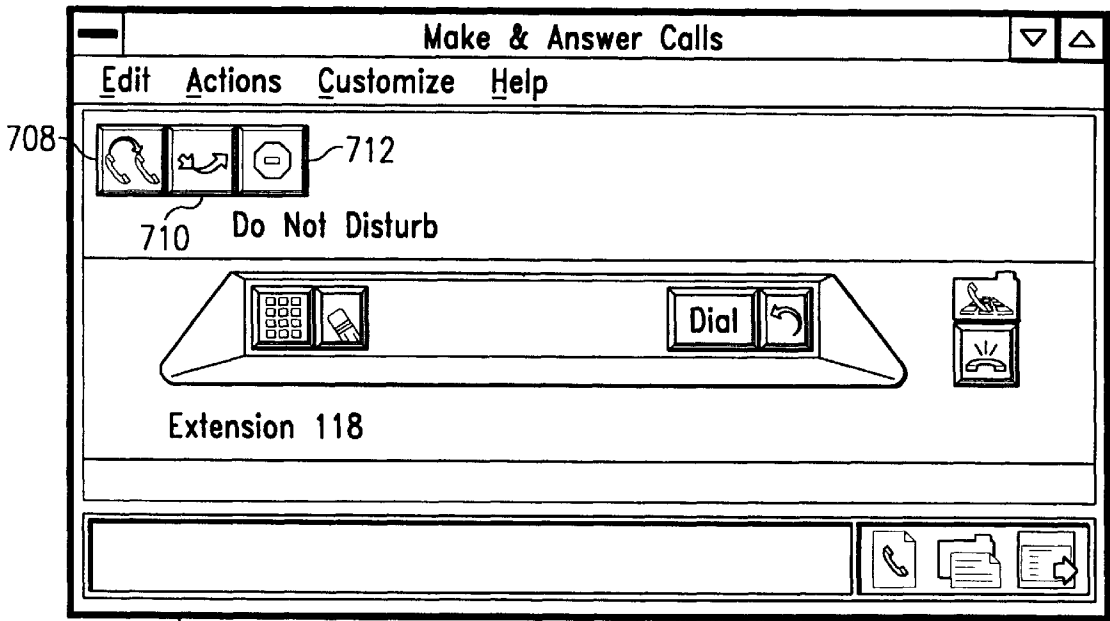 Make & Answer Calls
Edit Actions Customize Help
708
712
710
Do Not Disturb
Dial
Extension 118